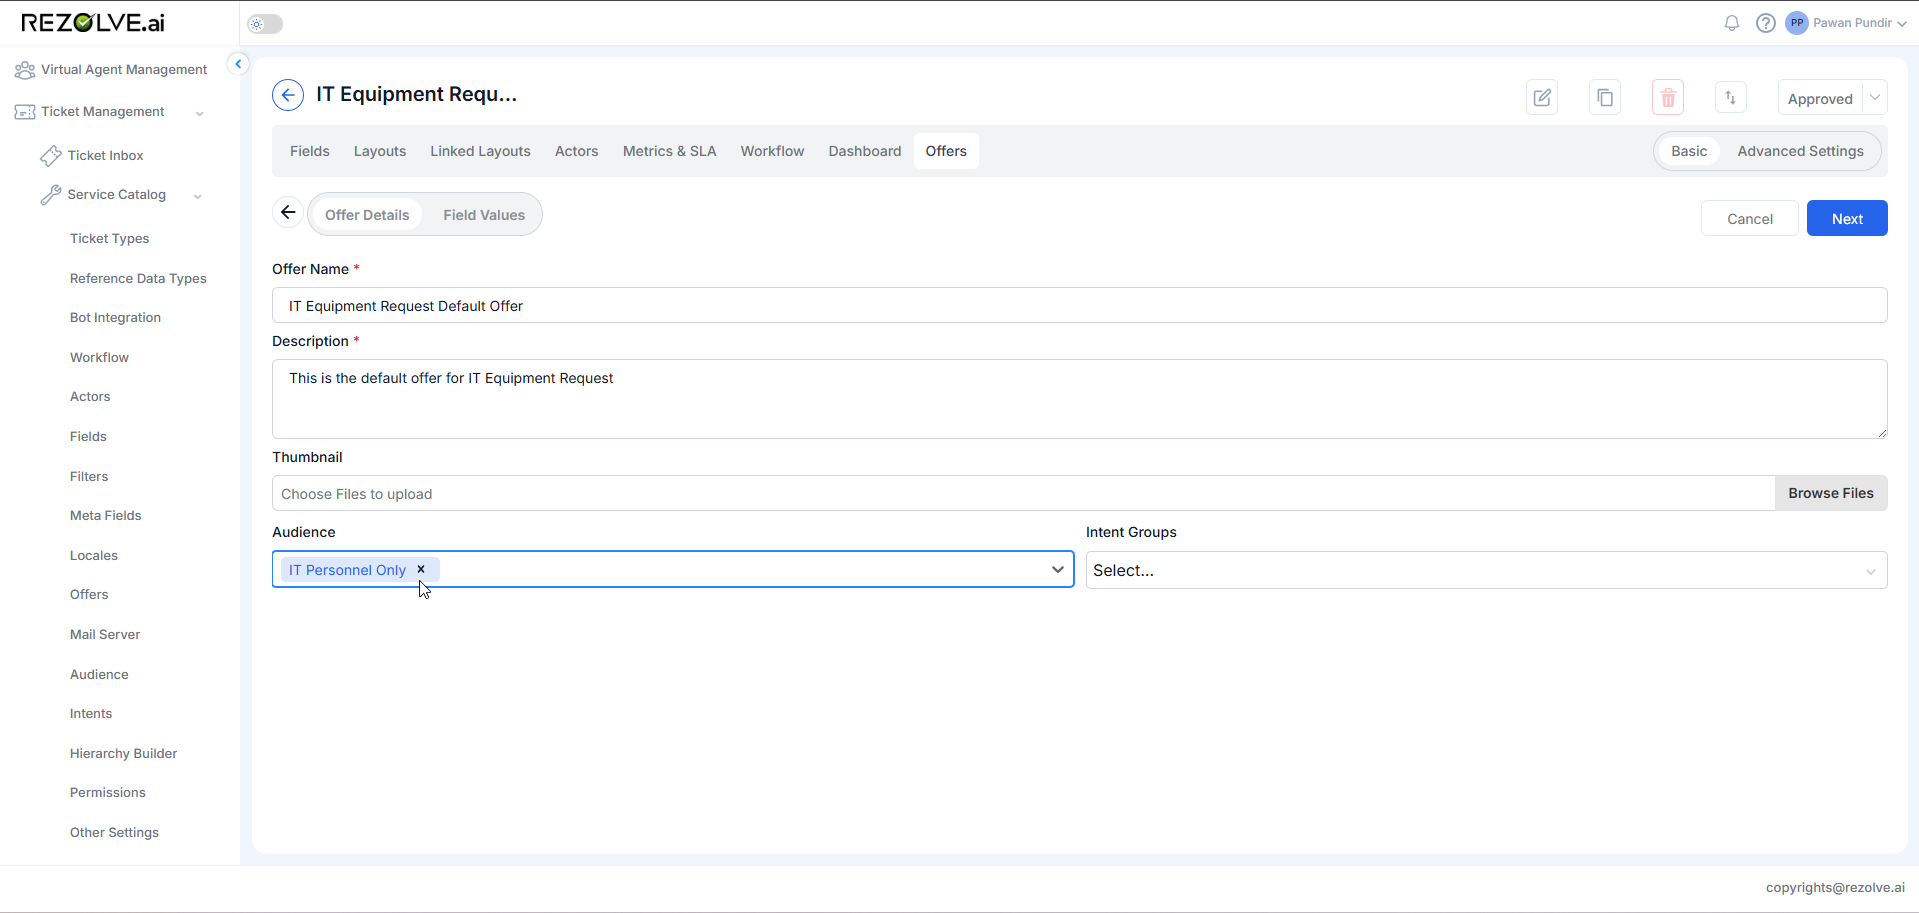 REZOLVE.ai
PP
Pawan Pundir
Virtual Agent Management
Ticket Management
Ticket Inbox
Service Catalog
Ticket Types
Reference Data Types
Bot Integration
Workflow
Actors
Fields
Filters
Meta Fields
Locales
Offers
Mail Server
Audience
Intents
Hierarchy Builder
Permissions
Other Settings
IT Equipment Requ...
Approved
Fields Layouts Linked Layouts Actors Metrics & SLA Workflow Dashboard Offers
Basic Advanced Settings
Offer Details Field Values
Cancel Next
Offer Name *
IT Equipment Request Default Offer
Description *
This is the default offer for IT Equipment Request
Thumbnail
Choose Files to upload Browse Files
Audience Intent Groups
IT Personnel Only x Select...
copyrights@rezolve.ai